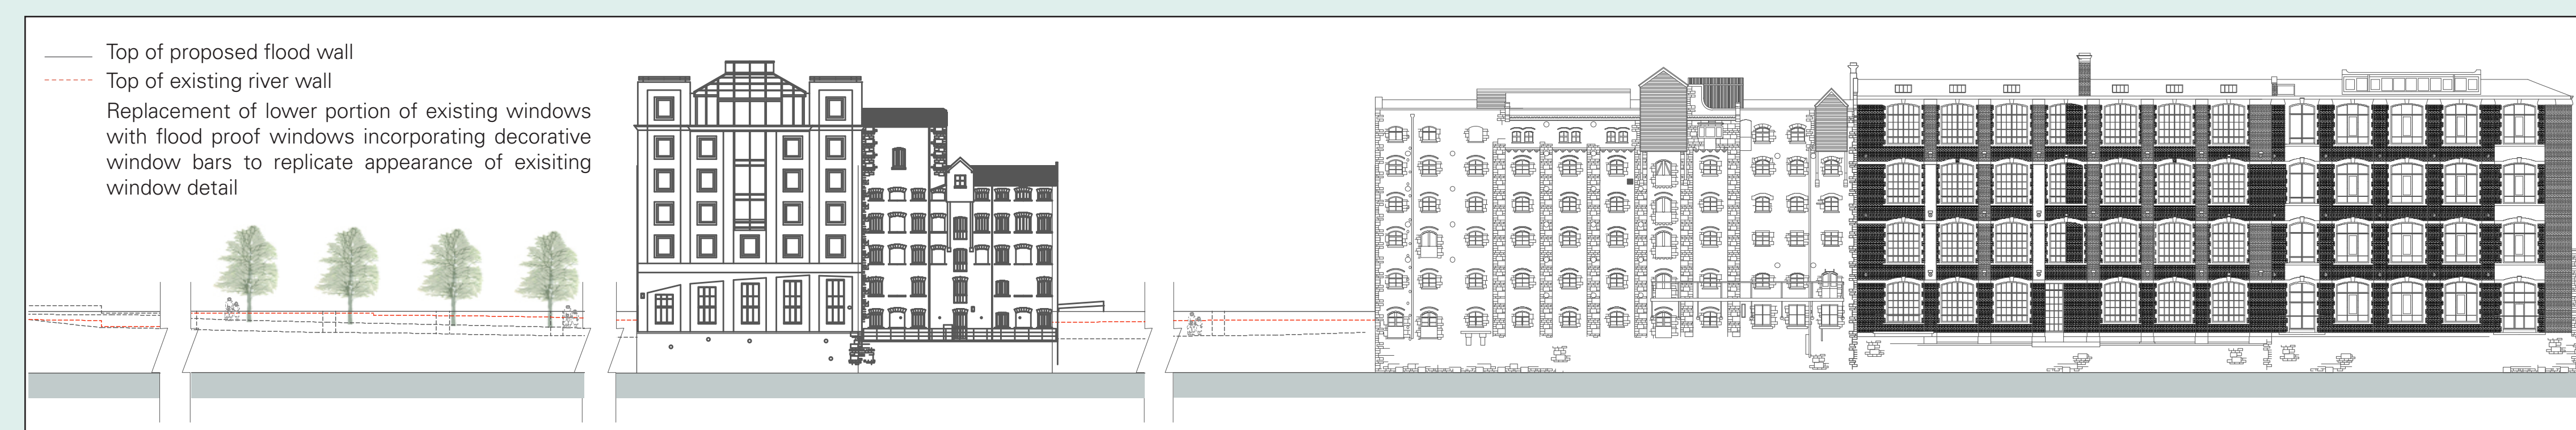 Top of proposed flood wall
Top of existing river wall
Replacement of lower portion of existing windows
with flood proof windows incorporating decorative
window bars to replicate appearance of exisiting
window detail